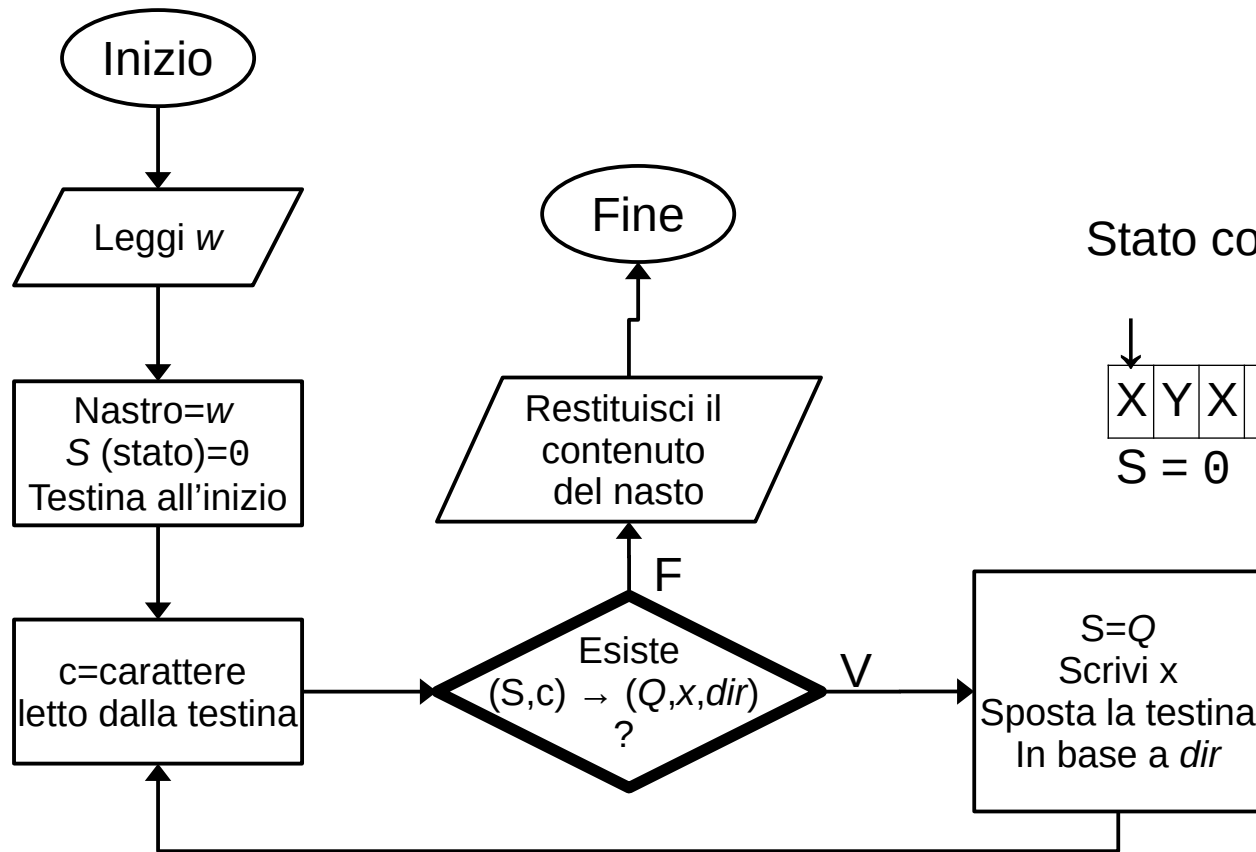 Inizio
Leggi w
Nastro=w
S (stato)=0
Testina all'inizio
c=carattere
letto dalla testina
Esiste
(S,c) → (Q,x,dir)
?
F
V
Restituisci il
contenuto
del nasto
Fine
S=Q
Scrivi x
Sposta la testina
In base a dir
Stato co
X Y X
S = 0